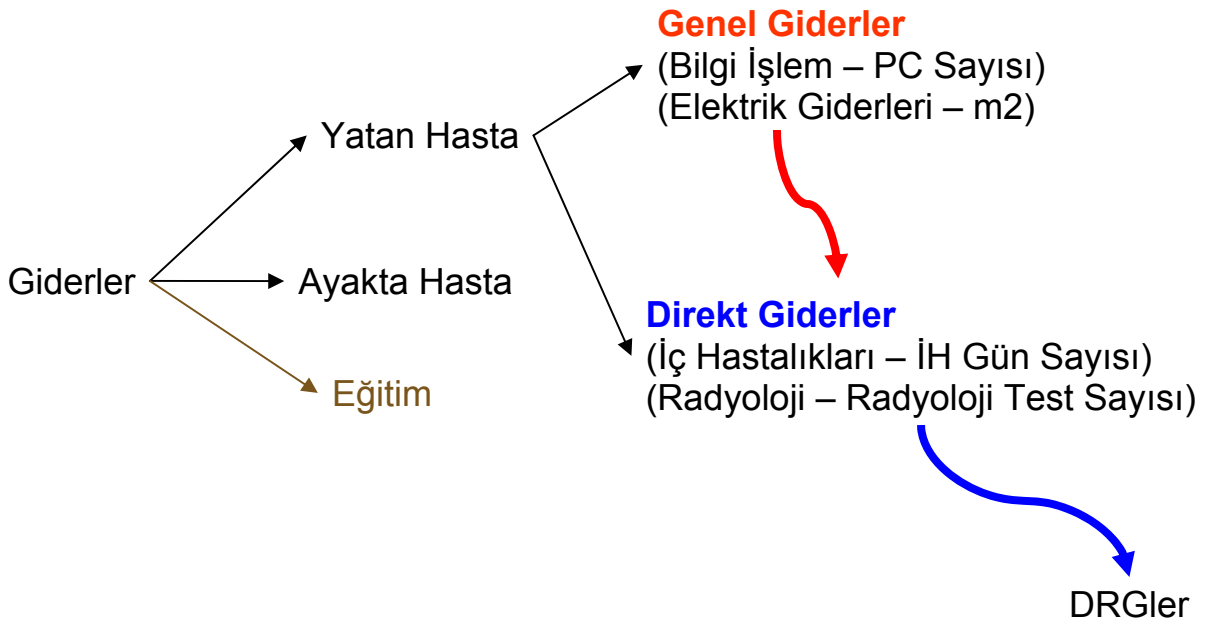 Genel Giderler
(Bilgi İşlem – PC Sayısı)
(Elektrik Giderleri – m2)
Yatan Hasta
Giderler
Ayakta Hasta
Direkt Giderler
(İç Hastalıkları – İH Gün Sayısı)
(Radyoloji – Radyoloji Test Sayısı)
Eğitim
DRGler